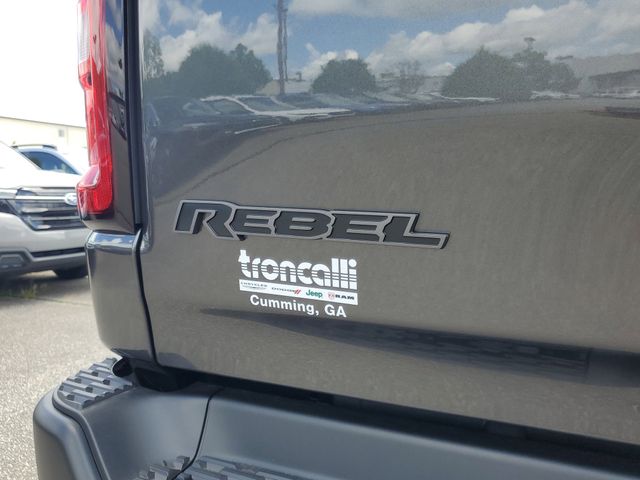 REBEL
troncalli
CHRYSLER DODGE Jeep RAM
Cumming, GA